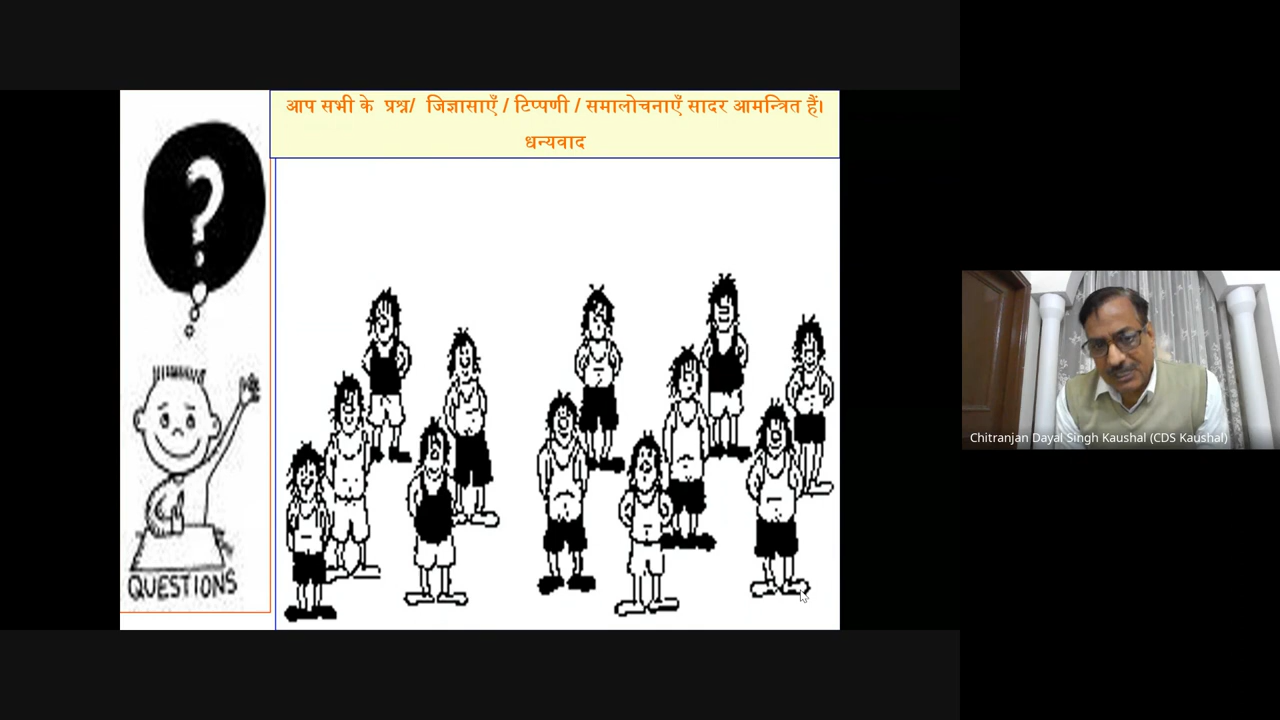 आप सभी के प्रश्न/ जिज्ञासाएँ / टिप्पणी / समालोचनाएँ सादर आमन्त्रित हैं।
धन्यवाद
?
QUESTIONS
Chitranjan Dayal Singh Kaushal (CDS Kaushal)